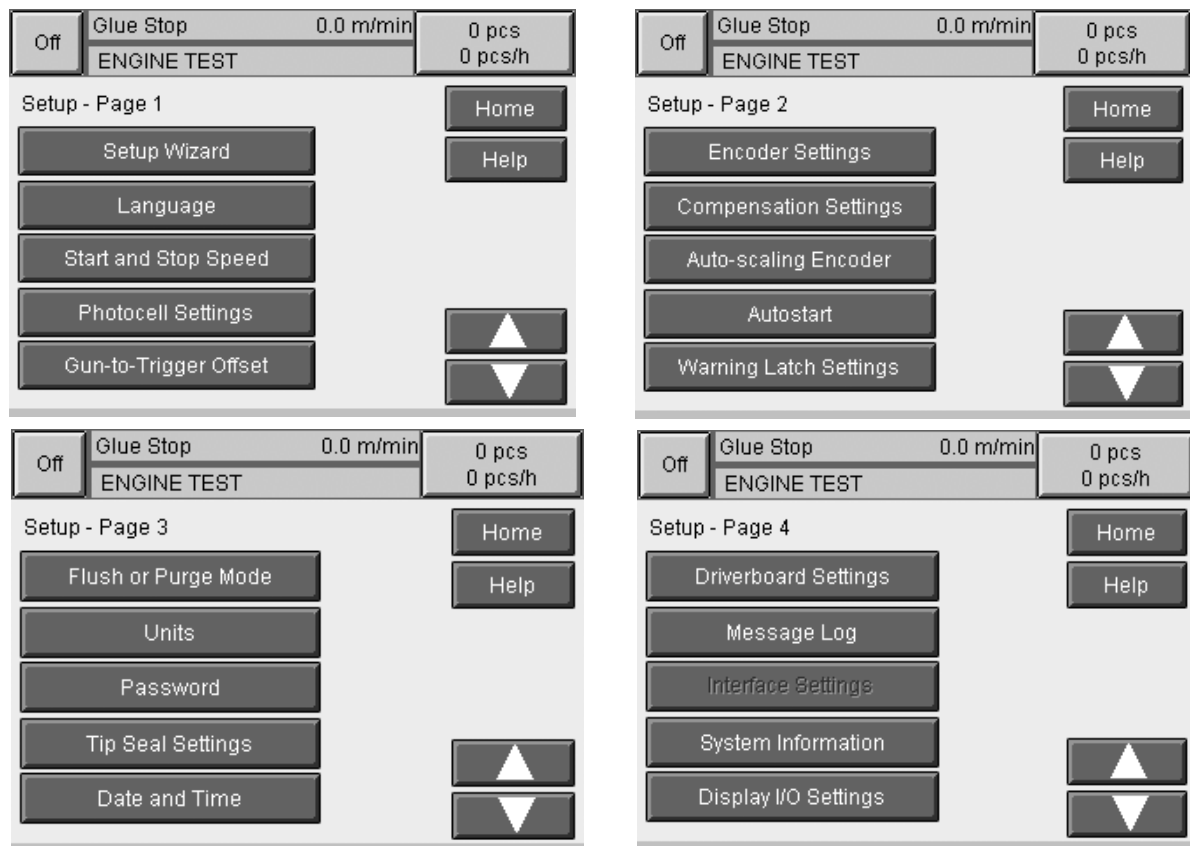 Off
Glue Stop 0.0 m/min
ENGINE TEST
0 pcs
0 pcs/h
Setup - Page 1
Home
Setup Wizard
Help
Language
Start and Stop Speed
Photocell Settings
Gun-to-Trigger Offset
Off
Glue Stop 0.0 m/min
ENGINE TEST
0 pcs
0 pcs/h
Setup - Page 2
Home
Encoder Settings
Help
Compensation Settings
Auto-scaling Encoder
Autostart
Warning Latch Settings
Off
Glue Stop 0.0 m/min
ENGINE TEST
0 pcs
0 pcs/h
Setup - Page 3
Home
Flush or Purge Mode
Help
Units
Password
Tip Seal Settings
Date and Time
Off
Glue Stop 0.0 m/min
ENGINE TEST
0 pcs
0 pcs/h
Setup - Page 4
Home
Driverboard Settings
Help
Message Log
Interface Settings
System Information
Display I/O Settings